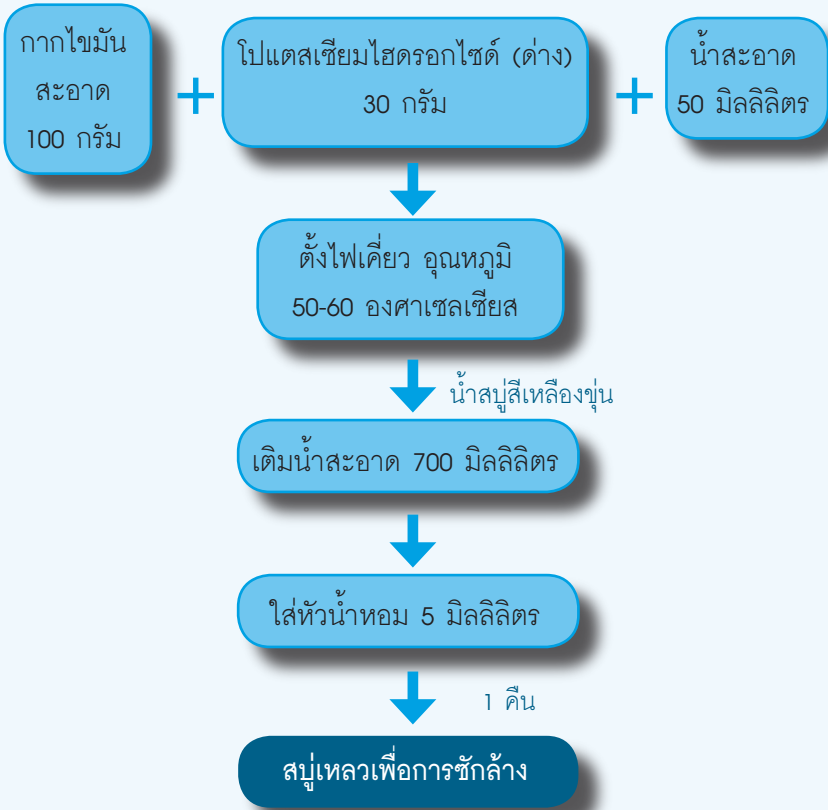 กากไขมัน
สะอาด
100 กรัม
+
โปแตสเซียมไฮดรอกไซด์ (ด่าง)
30 กรัม
+
น้ำสะอาด
50 มิลลิลิตร
ตั้งไฟเคี่ยว อุณหภูมิ
50-60 องศาเซลเซียส
น้ำสบู่สีเหลืองขุ่น
เติมน้ำสะอาด 700 มิลลิลิตร
ใส่หัวน้ำหอม 5 มิลลิลิตร
1 คืน
สบู่เหลวเพื่อการซักล้าง